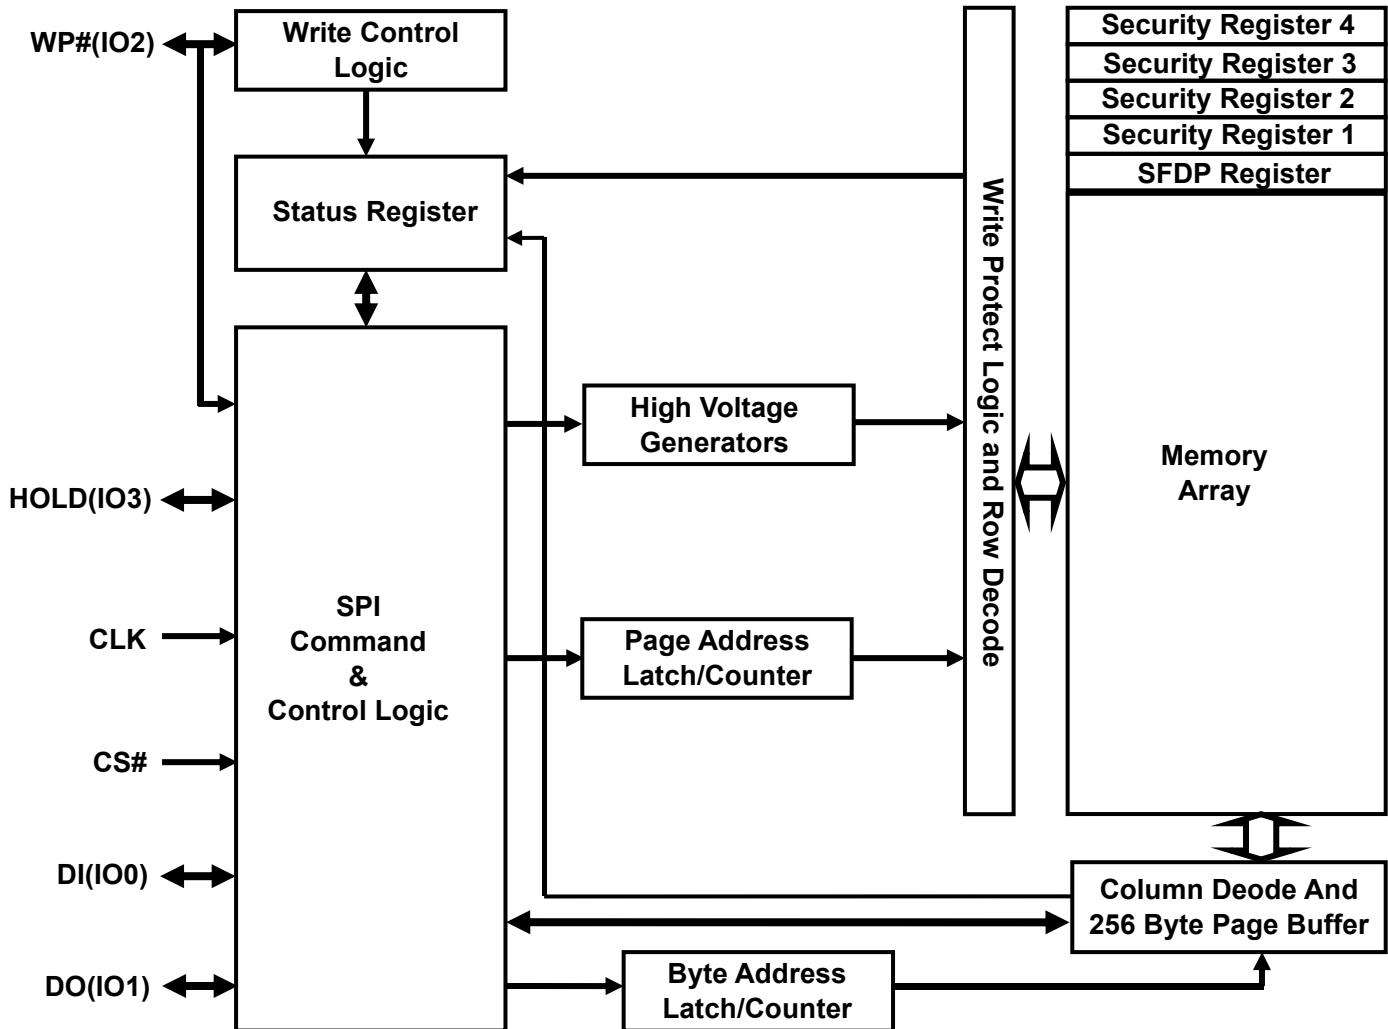 WP#(IO2)
Write Control
Logic
Security Register 4
Security Register 3
Security Register 2
Security Register 1
SFDP Register
Status Register
Write Protect Logic and Row Decode
High Voltage
Generators
Memory
Array
HOLD(IO3)
SPI
Command
&
Control Logic
CLK
Page Address
Latch/Counter
CS#
DI(IO0)
Column Deode And
256 Byte Page Buffer
DO(IO1)
Byte Address
Latch/Counter